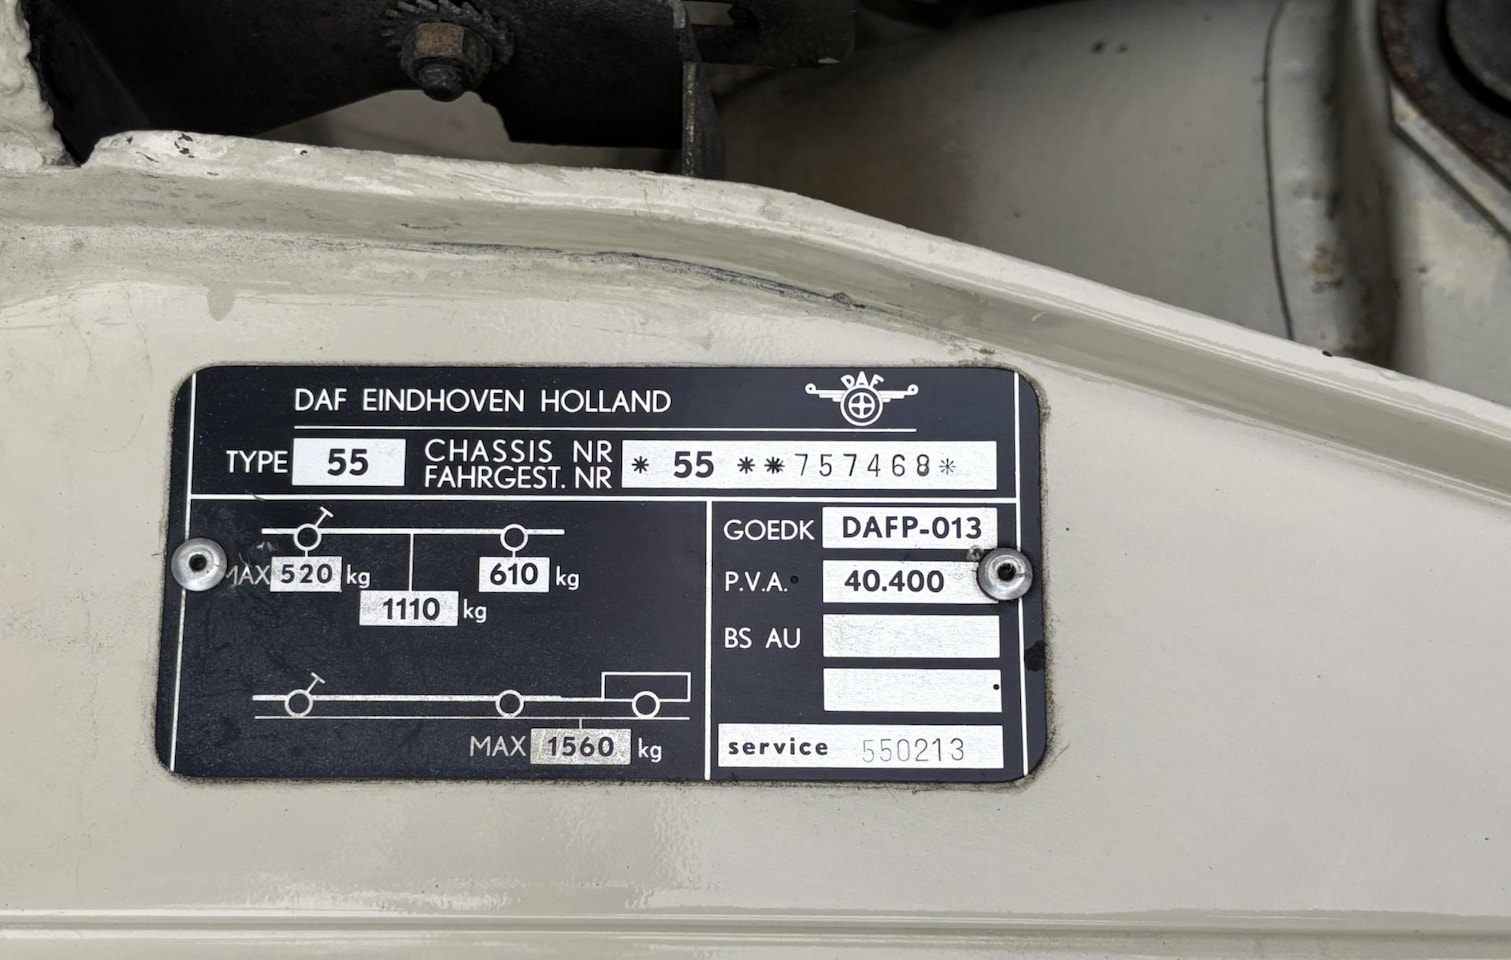 DAF EINDHOVEN HOLLAND
DAF
TYPE 55
CHASSIS NR
FAHRGEST. NR
* 55 **757468*
MAX 520 kg 610 kg
1110 kg
MAX 1560 kg
GOEDK DAFP-013
P.V.A. 40.400
BS AU
service 550213